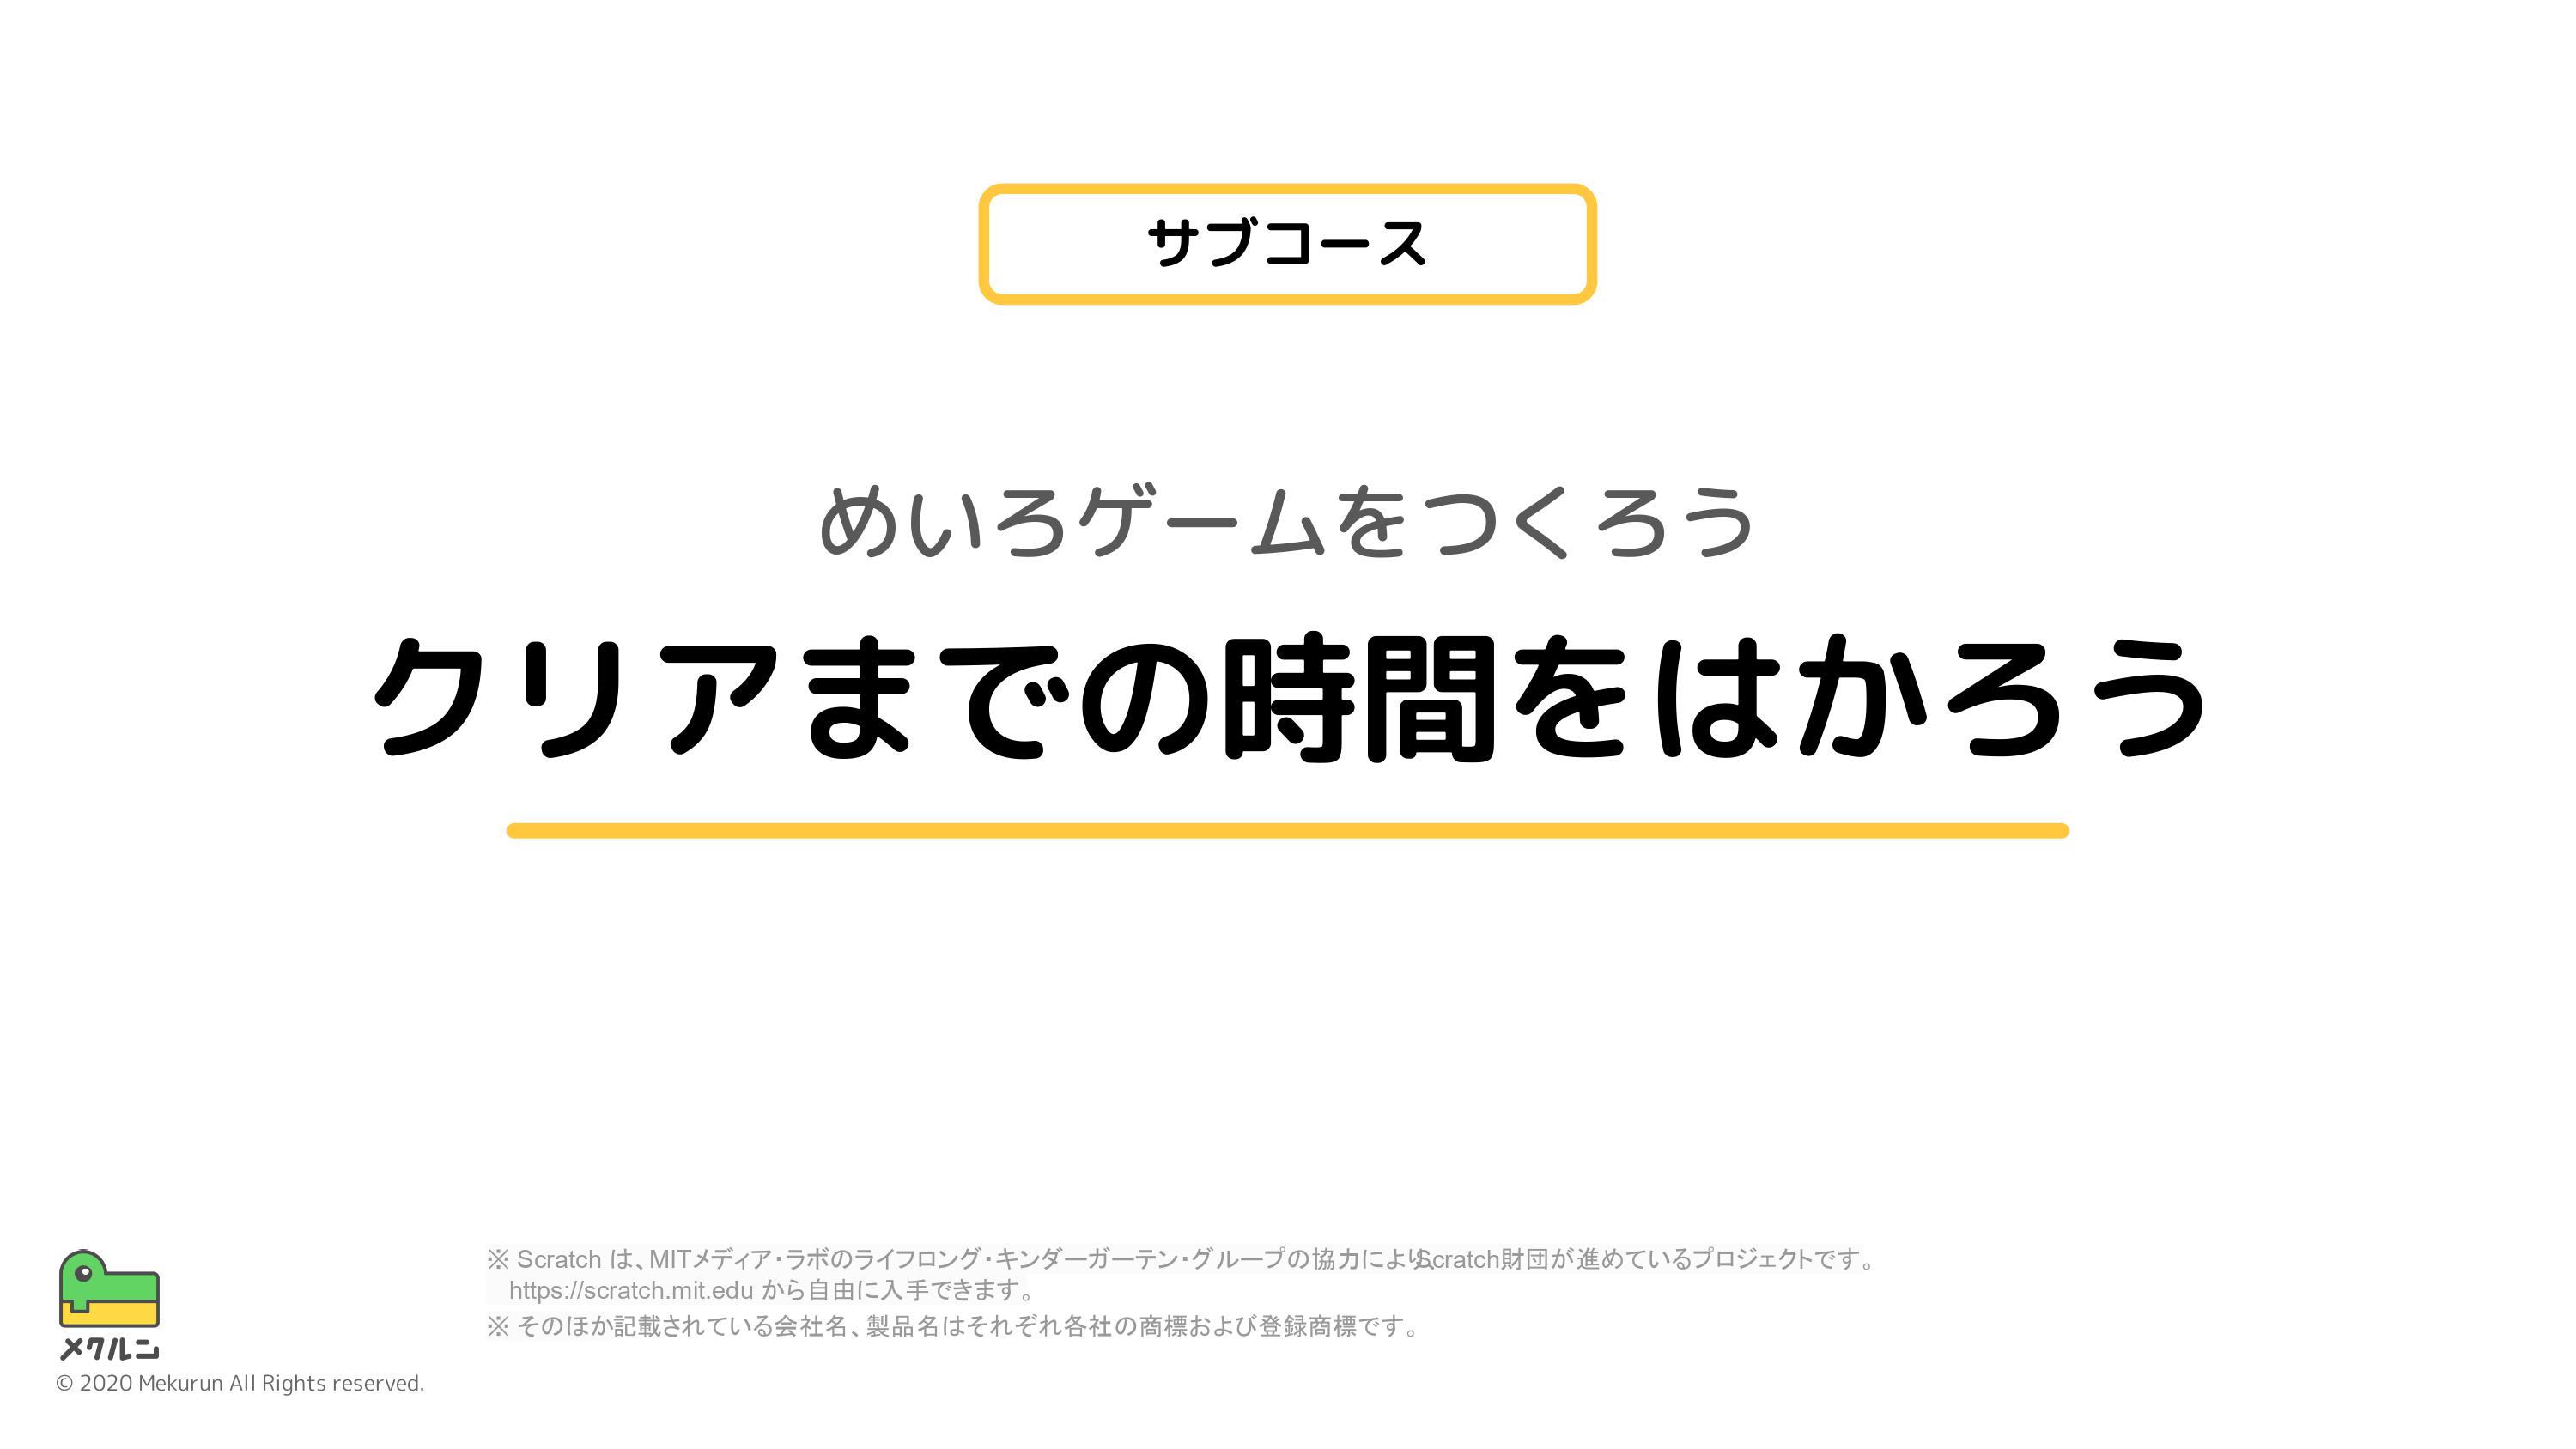 サブコース
めいろゲームをつくろう
クリアまでの時間をはかろう
※ Scratch は、MITメディア・ラボのライフロング・キンダーガーテン・グループの協力により、Scratch財団が進めているプロジェクトです。
https://scratch.mit.edu から自由に入手できます。
※ そのほか記載されている会社名、製品名はそれぞれ各社の商標および登録商標です。
メクルン
© 2020 Mekurun All Rights reserved.